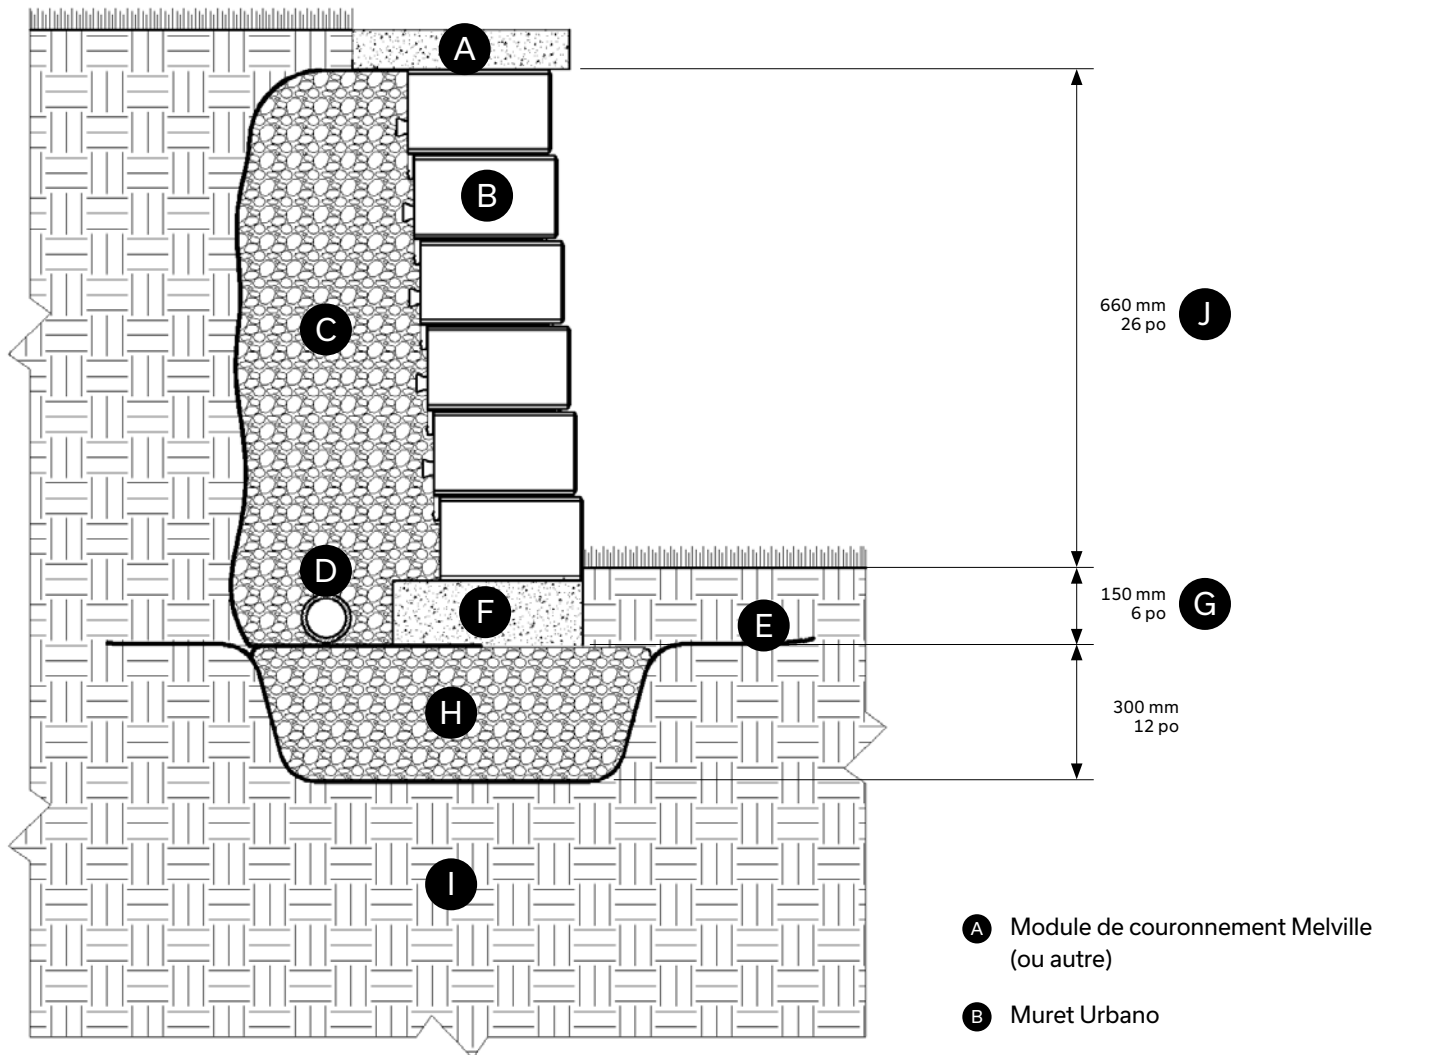 A
B
C
660 mm
26 po
J
D
F
E
150 mm
6 po
G
H
300 mm
12 po
I
A Module de couronnement Melville
(ou autre)
B Muret Urbano